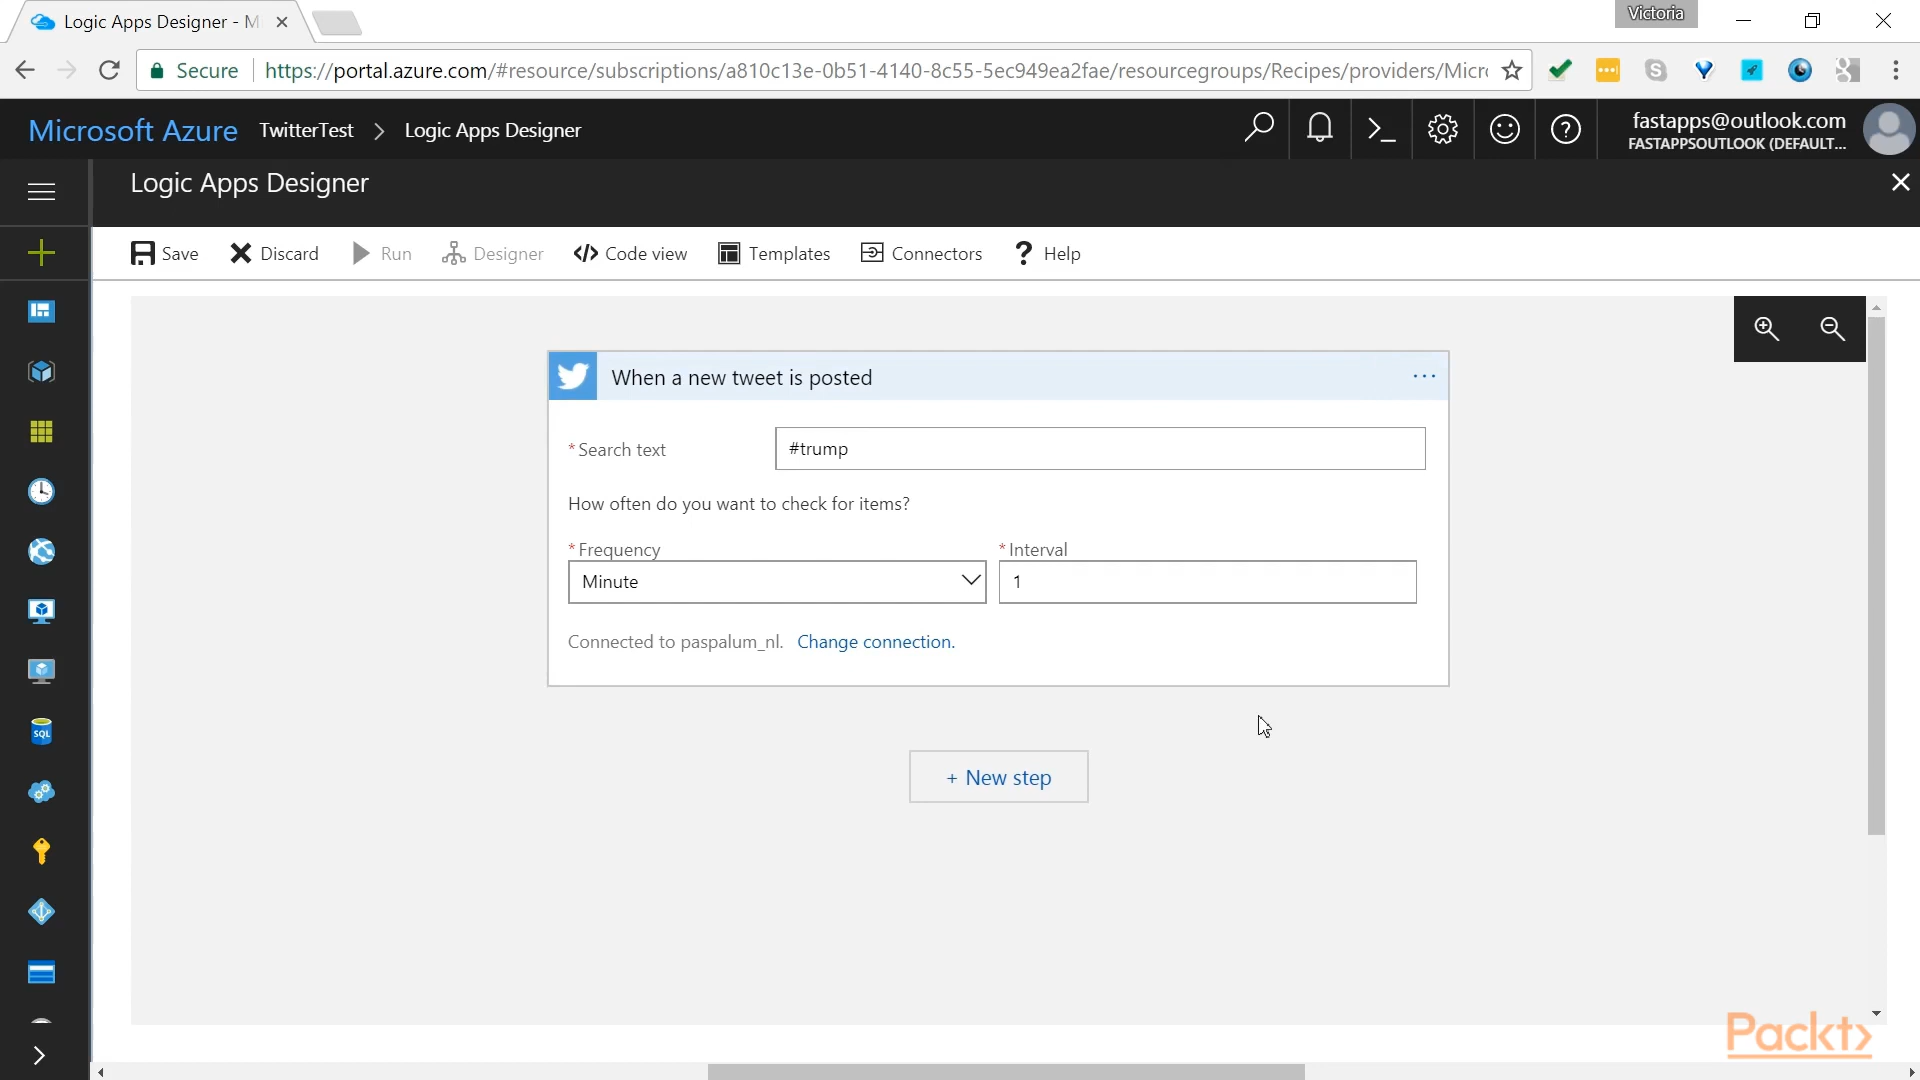 Logic Apps Designer - M
Victoria
Secure
https://portal.azure.com/#resource/subscriptions/a810c13e-0b51-4140-8c55-5ec949ea2fae/resourcegroups/Recipes/providers/Micro
Microsoft Azure TwitterTest > Logic Apps Designer
fastapps@outlook.com
FASTAPPSOUTLOOK (DEFAULT...
Logic Apps Designer
Save Discard Run Designer Code view Templates Connectors Help
When a new tweet is posted ...
* Search text #trump
How often do you want to check for items?
* Frequency * Interval
Minute 1
Connected to paspalum_nl. Change connection.
+ New step
SQL
Packt>